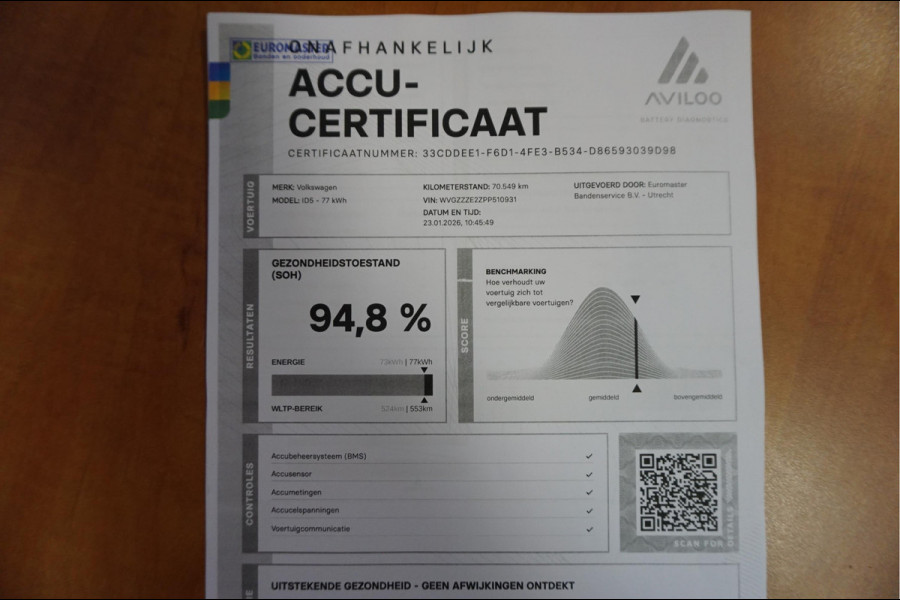 EUROMASTER
Banden en onderhoud
ONAFHANKELIJK
ACCU-
CERTIFICAAT
AVILOO
BATTERY DIAGNOSTICS
CERTIFICAATNUMMER: 33CDDEE1-F6D1-4FE3-B534-D86593039D98
VOERTUIG
MERK: Volkswagen
MODEL: ID5 - 77 kWh
KILOMETERSTAND: 70.549 km
VIN: WVGZZZE2ZPP510931
DATUM EN TIJD:
23.01.2026, 10:45:49
UITGEVOERD DOOR: Euromaster
Bandenservice B.V. - Utrecht
RESULTATEN
GEZONDHEIDSTOESTAND
(SOH)
94,8 %
ENERGIE 73kWh | 77kWh
WLTP-BEREIK 524km | 553km
SCORE
BENCHMARKING
Hoe verhoudt uw
voertuig zich tot
vergelijkbare voertuigen?
ondergemiddeld gemiddeld bovengemiddeld
CONTROLES
Accubeheersysteem (BMS)
Accusensor
Accumetingen
Accucelspanningen
Voertuigcommunicatie
SCAN FOR DETAILS
UITSTEKENDE GEZONDHEID - GEEN AFWIJKINGEN ONTDEKT